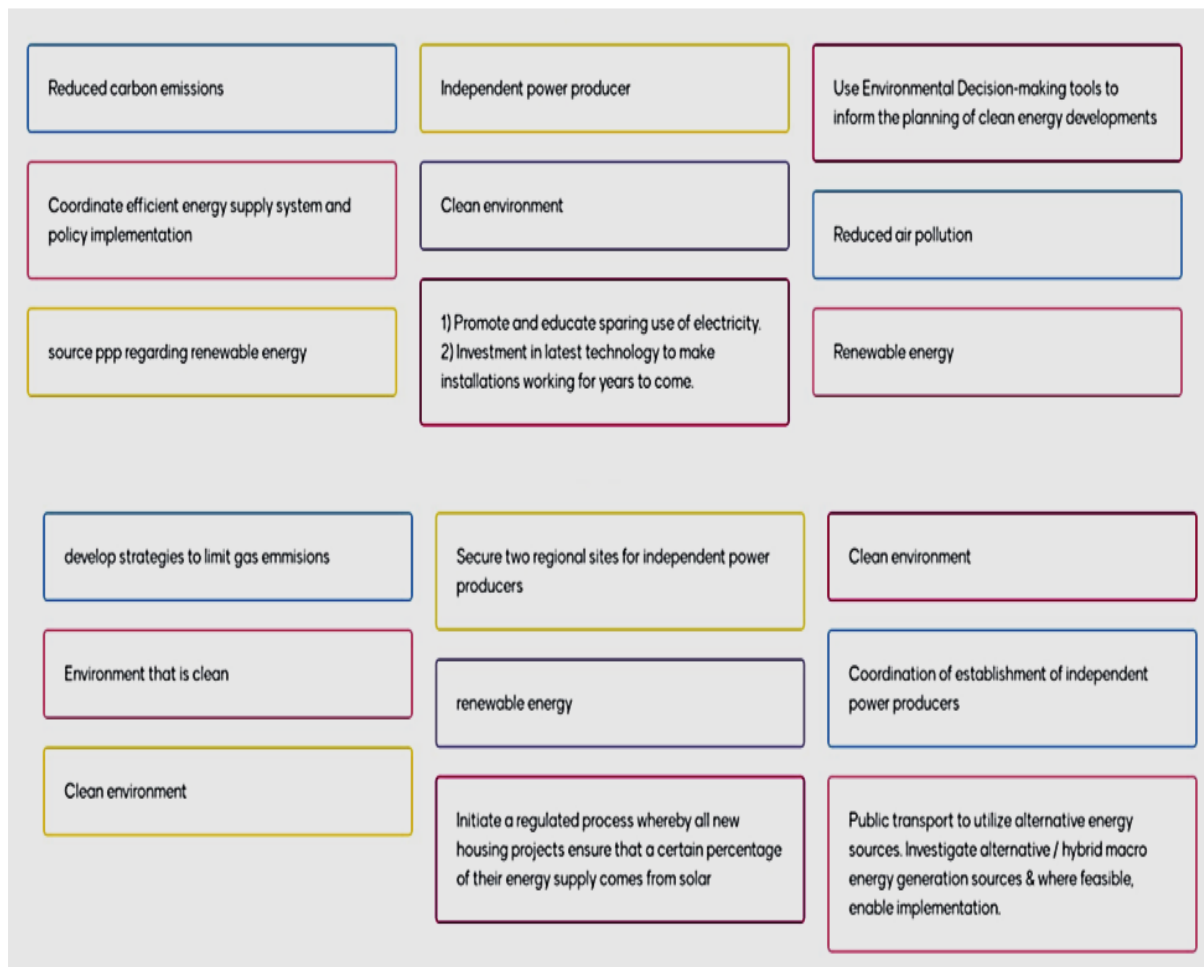 Reduced carbon emissions
Independent power producer
Use Environmental Decision-making tools to
inform the planning of clean energy developments
Coordinate efficient energy supply system and
policy implementation
Clean environment
Reduced air pollution
source ppp regarding renewable energy
1) Promote and educate sparing use of electricity.
2) Investment in latest technology to make
installations working for years to come.
Renewable energy
develop strategies to limit gas emmisions
Secure two regional sites for independent power
producers
Clean environment
Environment that is clean
renewable energy
Coordination of establishment of independent
power producers
Clean environment
Initiate a regulated process whereby all new
housing projects ensure that a certain percentage
of their energy supply comes from solar
Public transport to utilize alternative energy
sources. Investigate alternative / hybrid macro
energy generation sources & where feasible,
enable implementation.